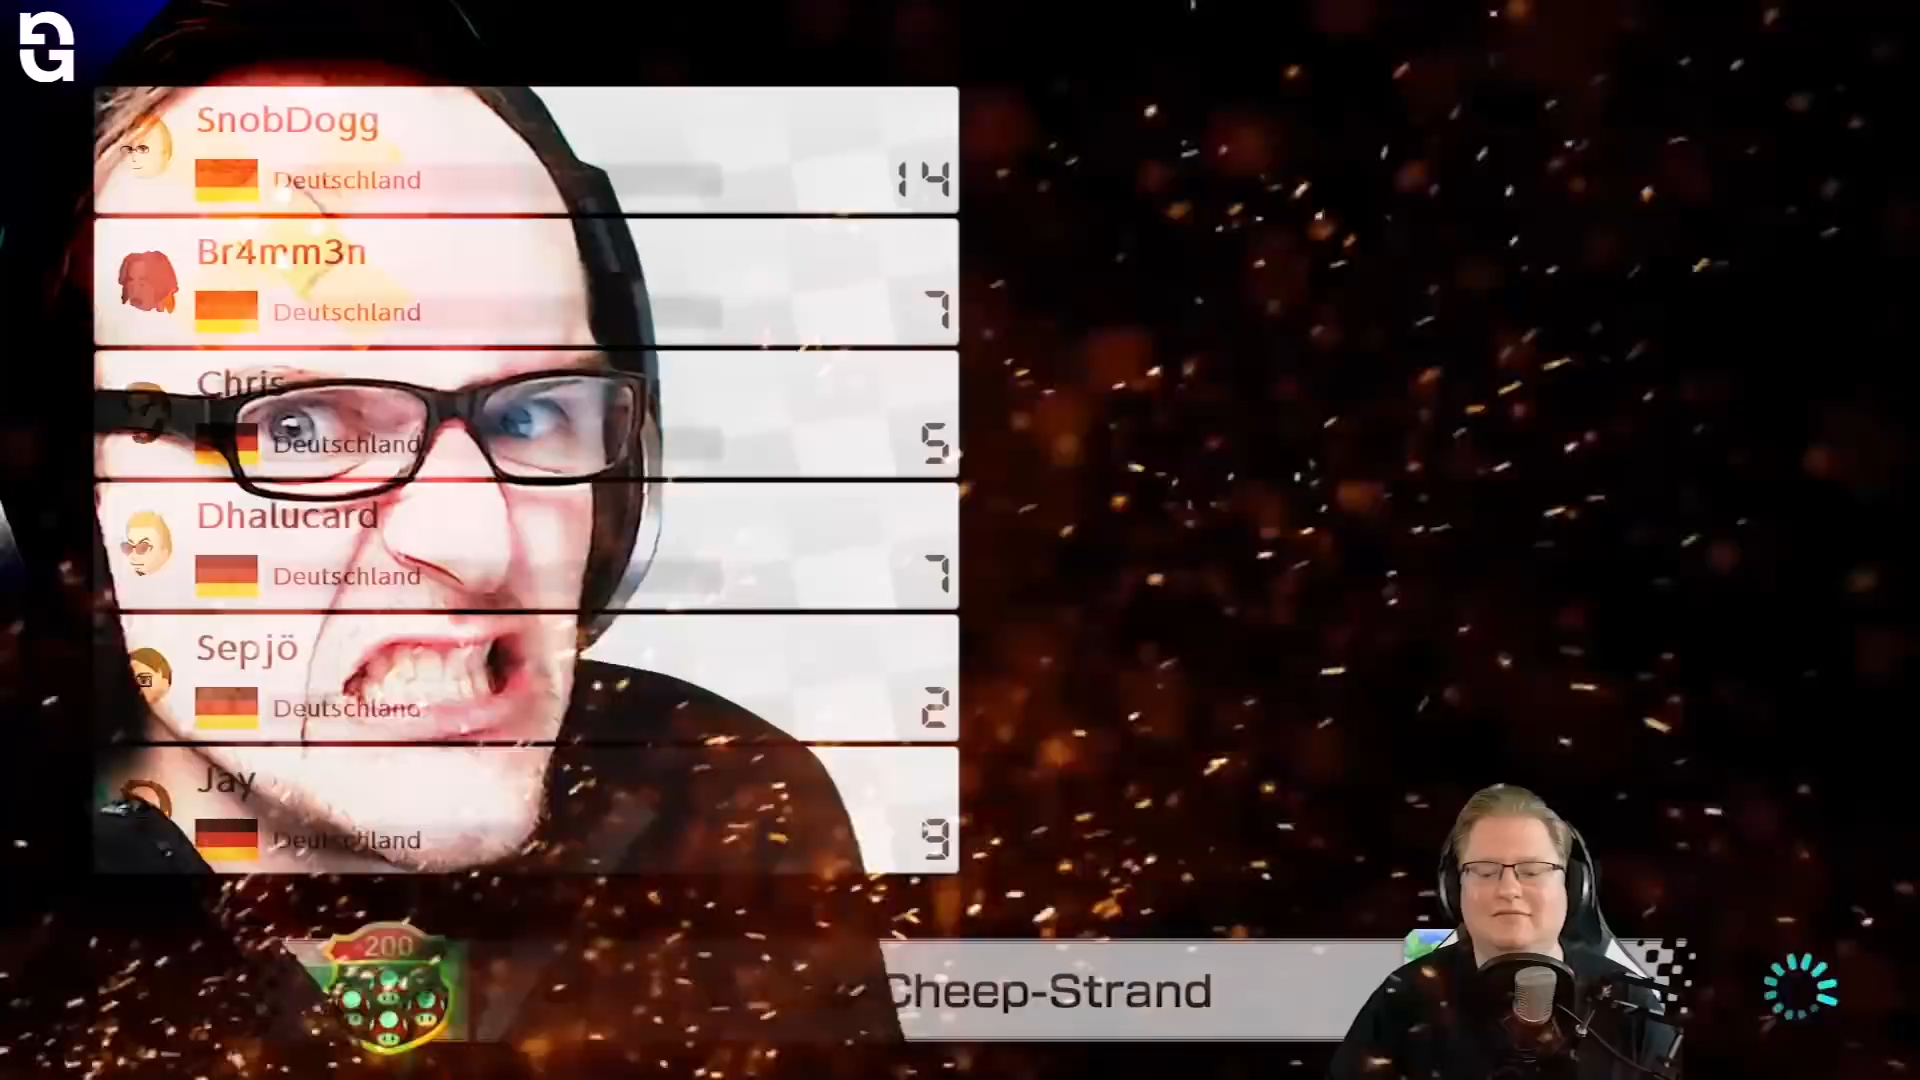 SnobDogg
Deutschland
14
Br4mm3n
Deutschland
7
Chris
Deutschland
5
Dhalucard
Deutschland
7
Sepjö
Deutschland
2
Jay
Deutschland
9
200
Cheep-Strand